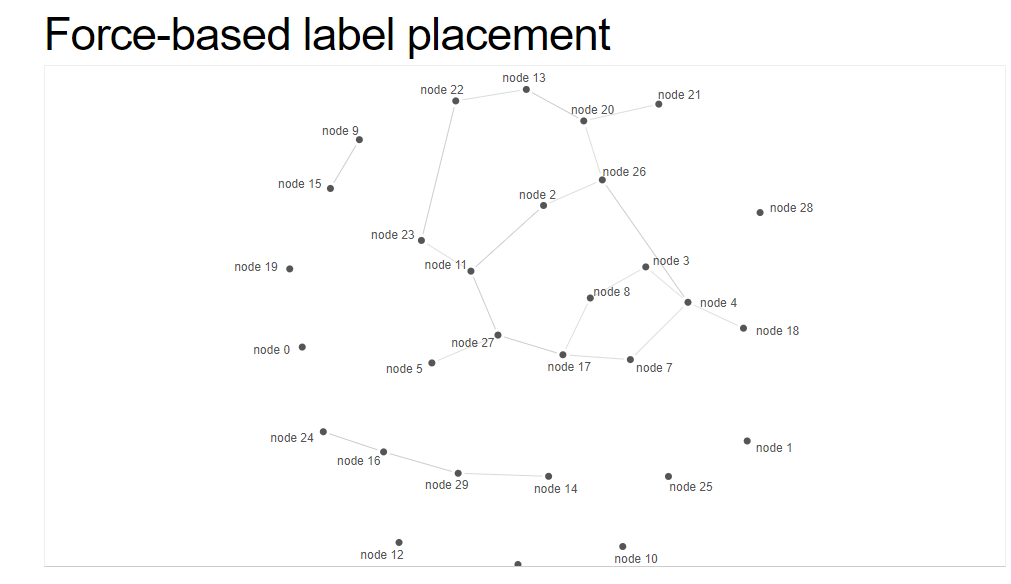 Force-based label placement
node 13
node 22
node 21
node 20
node 9
node 26
node 15
node 2
node 28
node 23
node 3
node 11
node 19
node 8
node 4
node 18
node 27
node 0
node 17
node 7
node 5
node 24
node 1
node 16
node 29
node 25
node 14
node 12
node 10